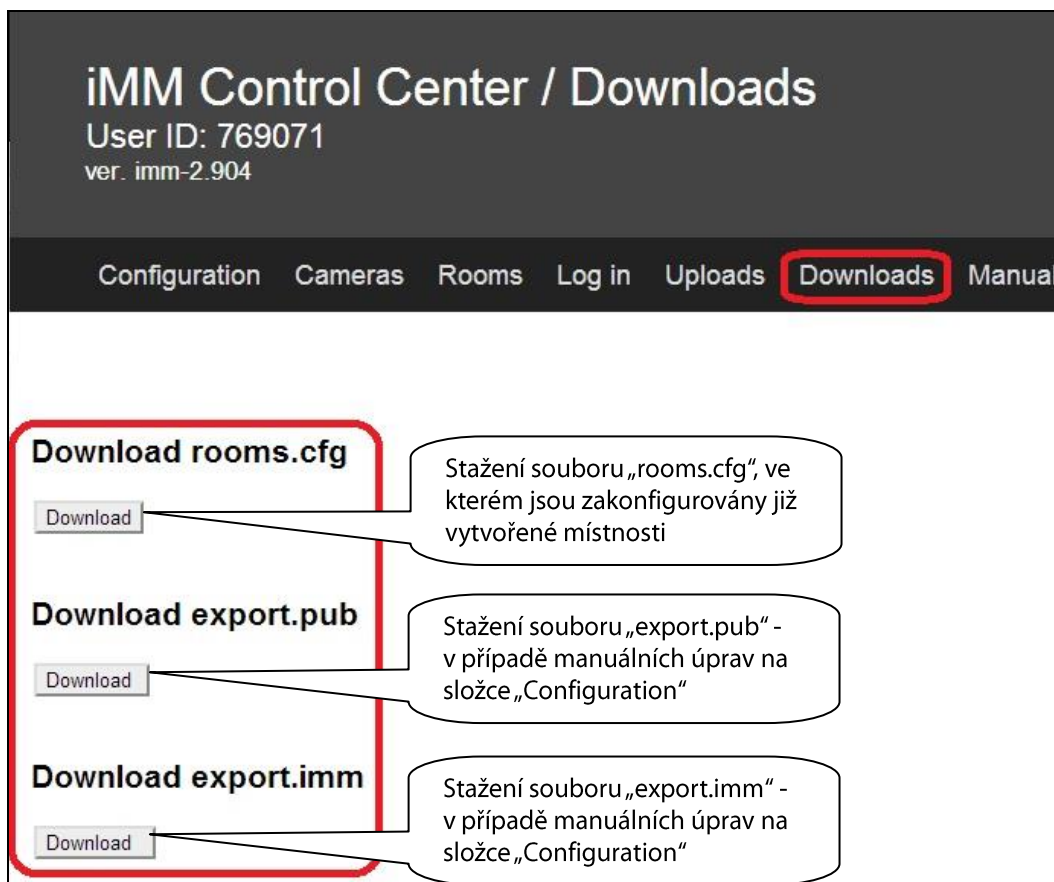 iMM Control Center / Downloads
User ID: 769071
ver. imm-2.904
Configuration Cameras Rooms Log in Uploads Downloads Manual
Download rooms.cfg
Download
Stažení souboru „rooms.cfg“, ve
kterém jsou zakonfigurovány již
vytvořené místnosti
Download export.pub
Download
Stažení souboru „export.pub“ -
v případě manuálních úprav na
složce „Configuration“
Download export.imm
Download
Stažení souboru „export.imm“ -
v případě manuálních úprav na
složce „Configuration“